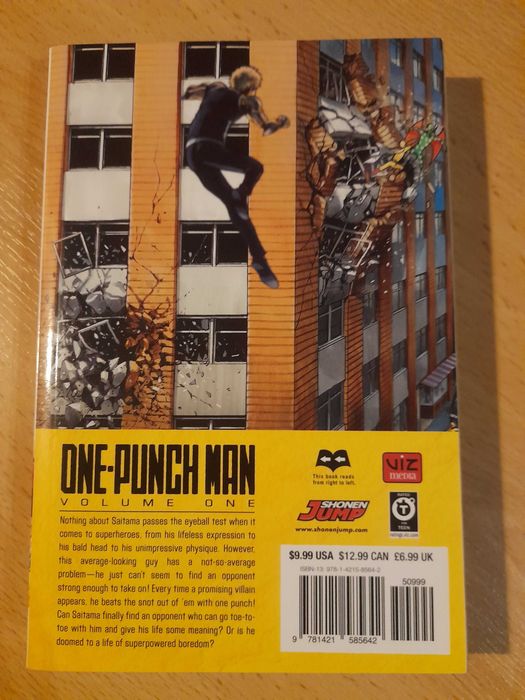 ONE-PUNCH MAN
VOLUME ONE
Nothing about Saitama passes the eyeball test when it
comes to superheroes, from his lifeless expression to
his bald head to his unimpressive physique. However,
this average-looking guy has a not-so-average
problem—he just can't seem to find an opponent
strong enough to take on! Every time a promising villain
appears, he beats the snot out of 'em with one punch!
Can Saitama finally find an opponent who can go toe-to-
toe with him and give his life some meaning? Or is he
doomed to a life of superpowered boredom?
This book reads
from right to left.
VIZ
media
SHONEN
JUMP
www.shonenjump.com
RATED
T
FOR
TEEN
ratings.viz.com
$9.99 USA $12.99 CAN £6.99 UK
ISBN-13: 978-1-4215-8564-2
50999
9 781421 585642